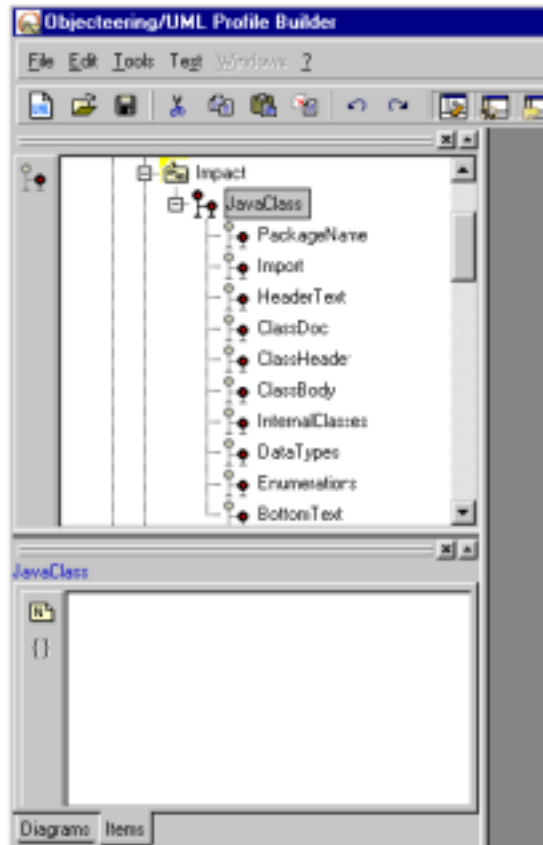 Objecteering/UML Profile Builder
File Edit Tools Test Windows ?
Impact
JavaClass
PackageName
Import
HeaderText
ClassDoc
ClassHeader
ClassBody
InternalClasses
DataTypes
Enumerations
BottomText
JavaClass
N
{}
Diagrams Items